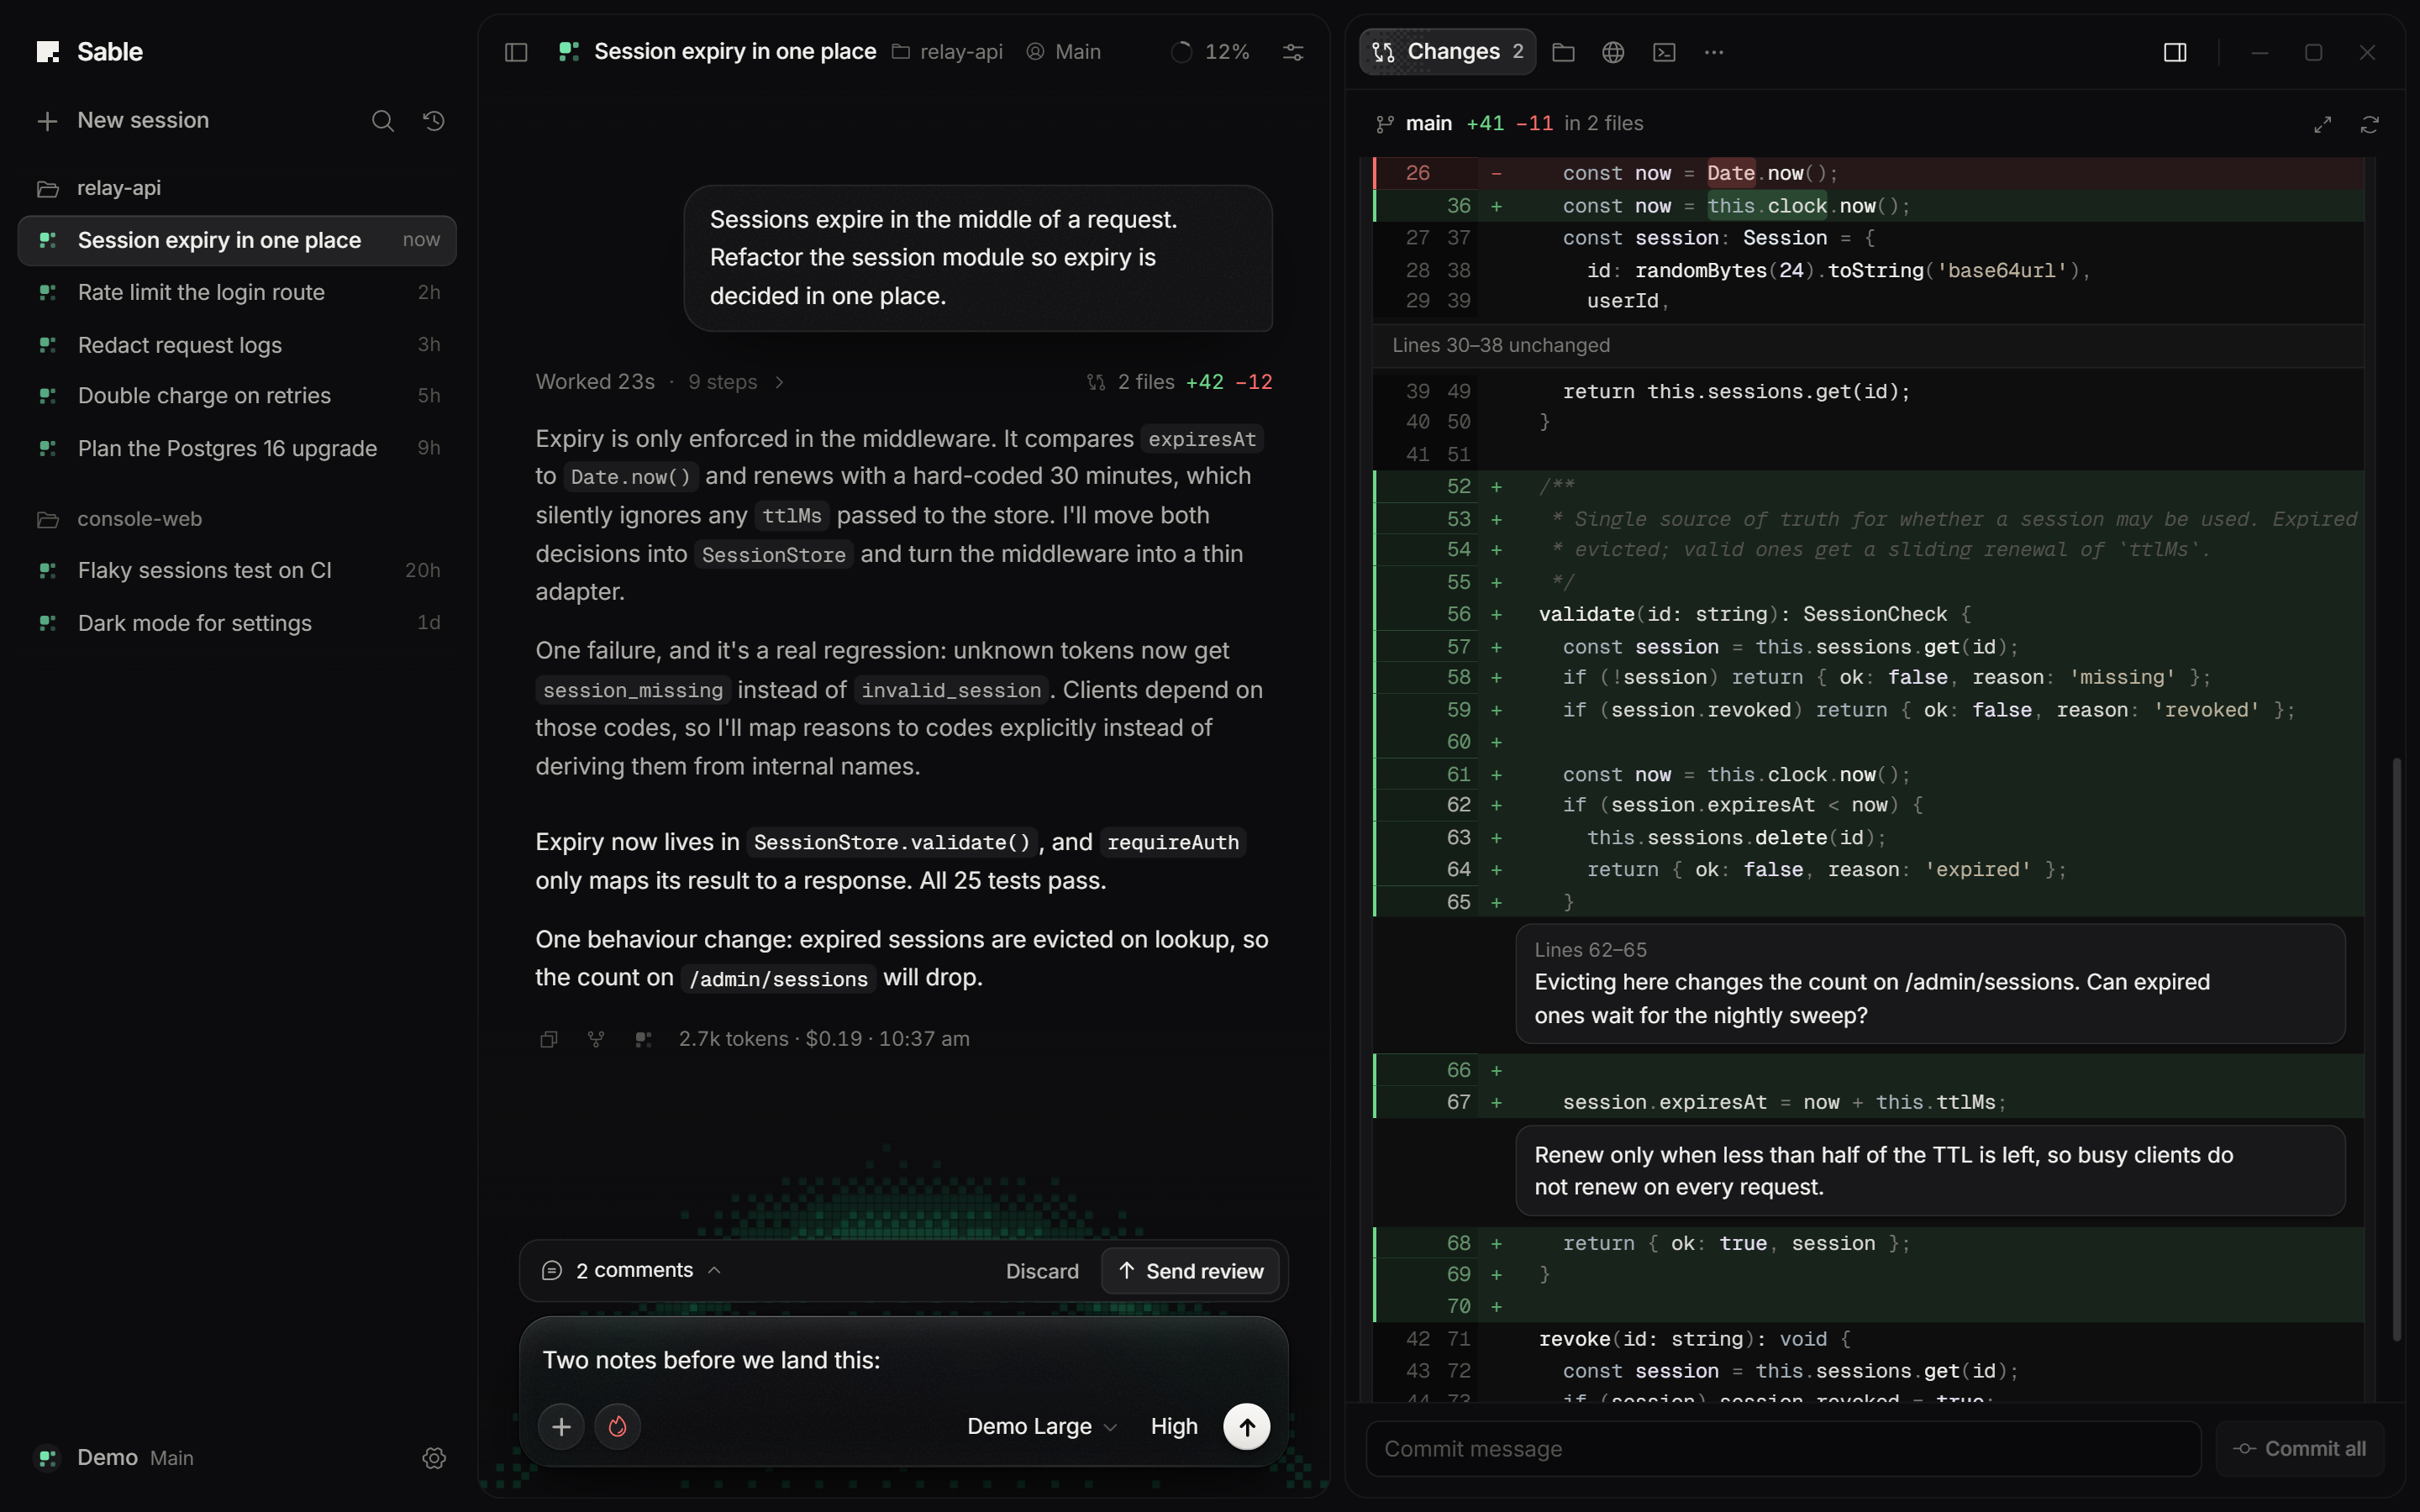 Sable
New session
relay-api
Session expiry in one place now
Rate limit the login route 2h
Redact request logs 3h
Double charge on retries 5h
Plan the Postgres 16 upgrade 9h
console-web
Flaky sessions test on CI 20h
Dark mode for settings 1d
Demo Main
Session expiry in one place relay-api Main 12%
Sessions expire in the middle of a request.
Refactor the session module so expiry is
decided in one place.
Worked 23s · 9 steps 2 files +42 −12
Expiry is only enforced in the middleware. It compares expiresAt
to Date.now() and renews with a hard-coded 30 minutes, which
silently ignores any ttlMs passed to the store. I'll move both
decisions into SessionStore and turn the middleware into a thin
adapter.
One failure, and it's a real regression: unknown tokens now get
session_missing instead of invalid_session. Clients depend on
those codes, so I'll map reasons to codes explicitly instead of
deriving them from internal names.
Expiry now lives in SessionStore.validate(), and requireAuth
only maps its result to a response. All 25 tests pass.
One behaviour change: expired sessions are evicted on lookup, so
the count on /admin/sessions will drop.
2.7k tokens · $0.19 · 10:37 am
2 comments Discard Send review
Two notes before we land this:
Demo Large High
Changes 2
main +41 −11 in 2 files
26 − const now = Date.now();
36 + const now = this.clock.now();
27 37 const session: Session = {
28 38 id: randomBytes(24).toString('base64url'),
29 39 userId,
Lines 30–38 unchanged
39 49 return this.sessions.get(id);
40 50 }
41 51
52 + /**
53 + * Single source of truth for whether a session may be used. Expired
54 + * evicted; valid ones get a sliding renewal of `ttlMs`.
55 + */
56 + validate(id: string): SessionCheck {
57 + const session = this.sessions.get(id);
58 + if (!session) return { ok: false, reason: 'missing' };
59 + if (session.revoked) return { ok: false, reason: 'revoked' };
60 +
61 + const now = this.clock.now();
62 + if (session.expiresAt < now) {
63 + this.sessions.delete(id);
64 + return { ok: false, reason: 'expired' };
65 + }
Lines 62–65
Evicting here changes the count on /admin/sessions. Can expired
ones wait for the nightly sweep?
66 +
67 + session.expiresAt = now + this.ttlMs;
Renew only when less than half of the TTL is left, so busy clients do
not renew on every request.
68 + return { ok: true, session };
69 + }
70 +
42 71 revoke(id: string): void {
43 72 const session = this.sessions.get(id);
44 73 if (session) session.revoked = true;
Commit message Commit all